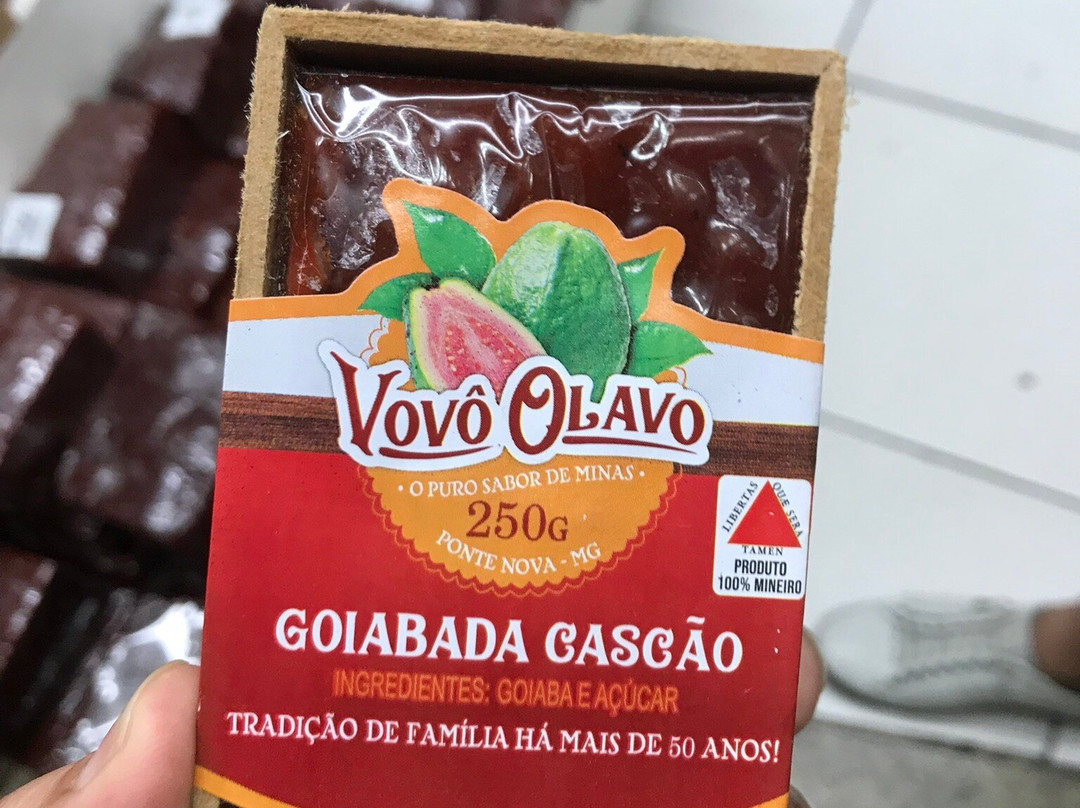 VOVÔ OLAVO
• O PURO SABOR DE MINAS •
250G
PONTE NOVA - MG
LIBERTAS QUÆ SERA
TAMEN
PRODUTO
100% MINEIRO
GOIABADA CASCÃO
INGREDIENTES: GOIABA E AÇÚCAR
TRADIÇÃO DE FAMÍLIA HÁ MAIS DE 50 ANOS!